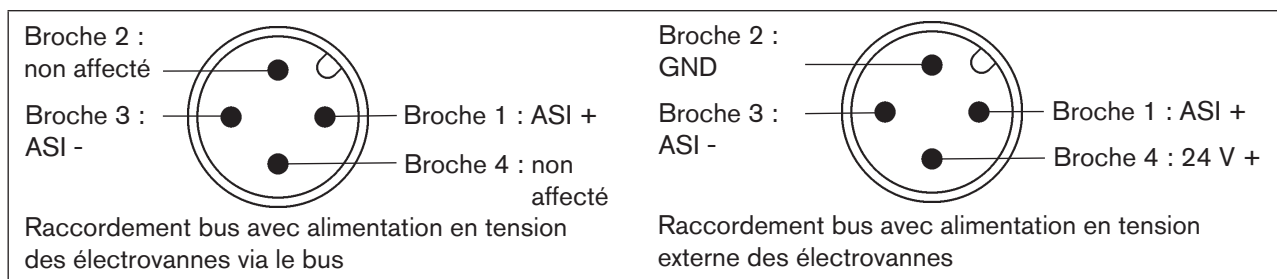 Broche 2 :
non affecté
Broche 3 :
ASI -
Broche 1 : ASI +
Broche 4 : non
affecté
Raccordement bus avec alimentation en tension
des électrovannes via le bus
Broche 2 :
GND
Broche 3 :
ASI -
Broche 1 : ASI +
Broche 4 : 24 V +
Raccordement bus avec alimentation en tension
externe des électrovannes